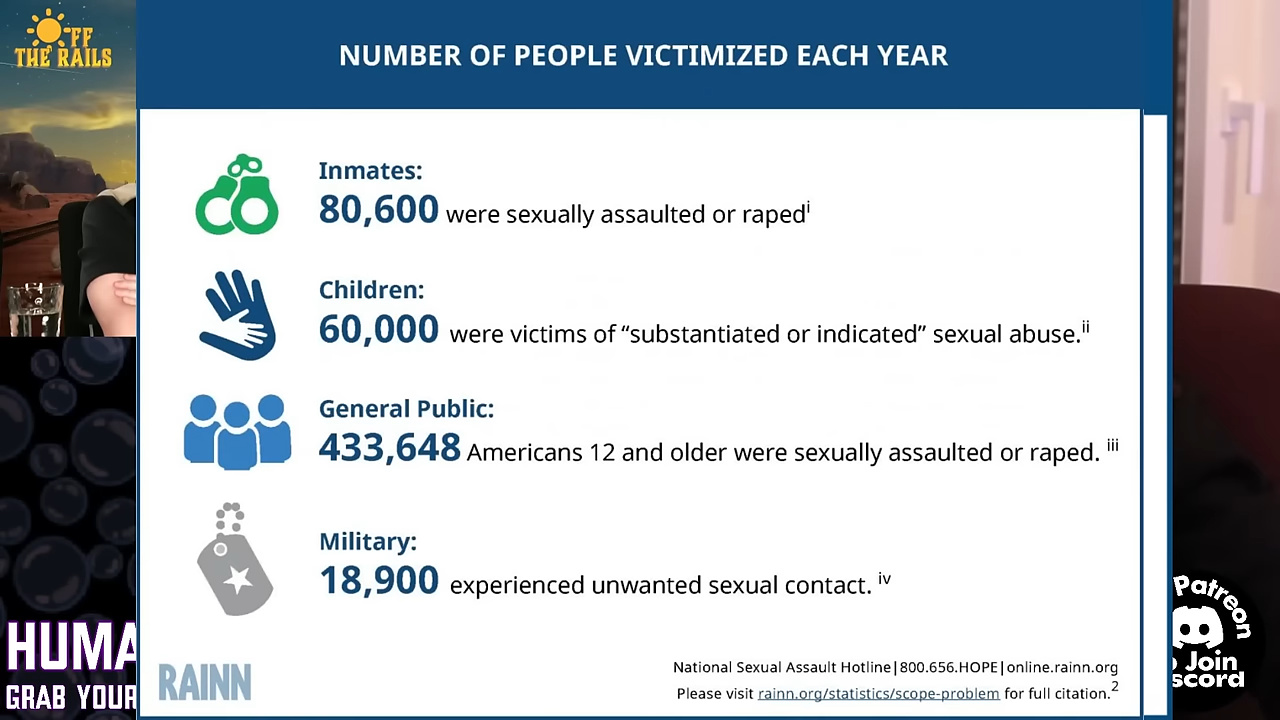 OFF
THE RAILS
NUMBER OF PEOPLE VICTIMIZED EACH YEAR
Inmates:
80,600 were sexually assaulted or rapedⁱ
Children:
60,000 were victims of “substantiated or indicated” sexual abuse.ⁱⁱ
General Public:
433,648 Americans 12 and older were sexually assaulted or raped. ⁱⁱⁱ
Military:
18,900 experienced unwanted sexual contact. ⁱᵛ
RAINN
National Sexual Assault Hotline|800.656.HOPE|online.rainn.org
Please visit rainn.org/statistics/scope-problem for full citation.²
HUMA
GRAB YOUR
Patreon
Join
scord